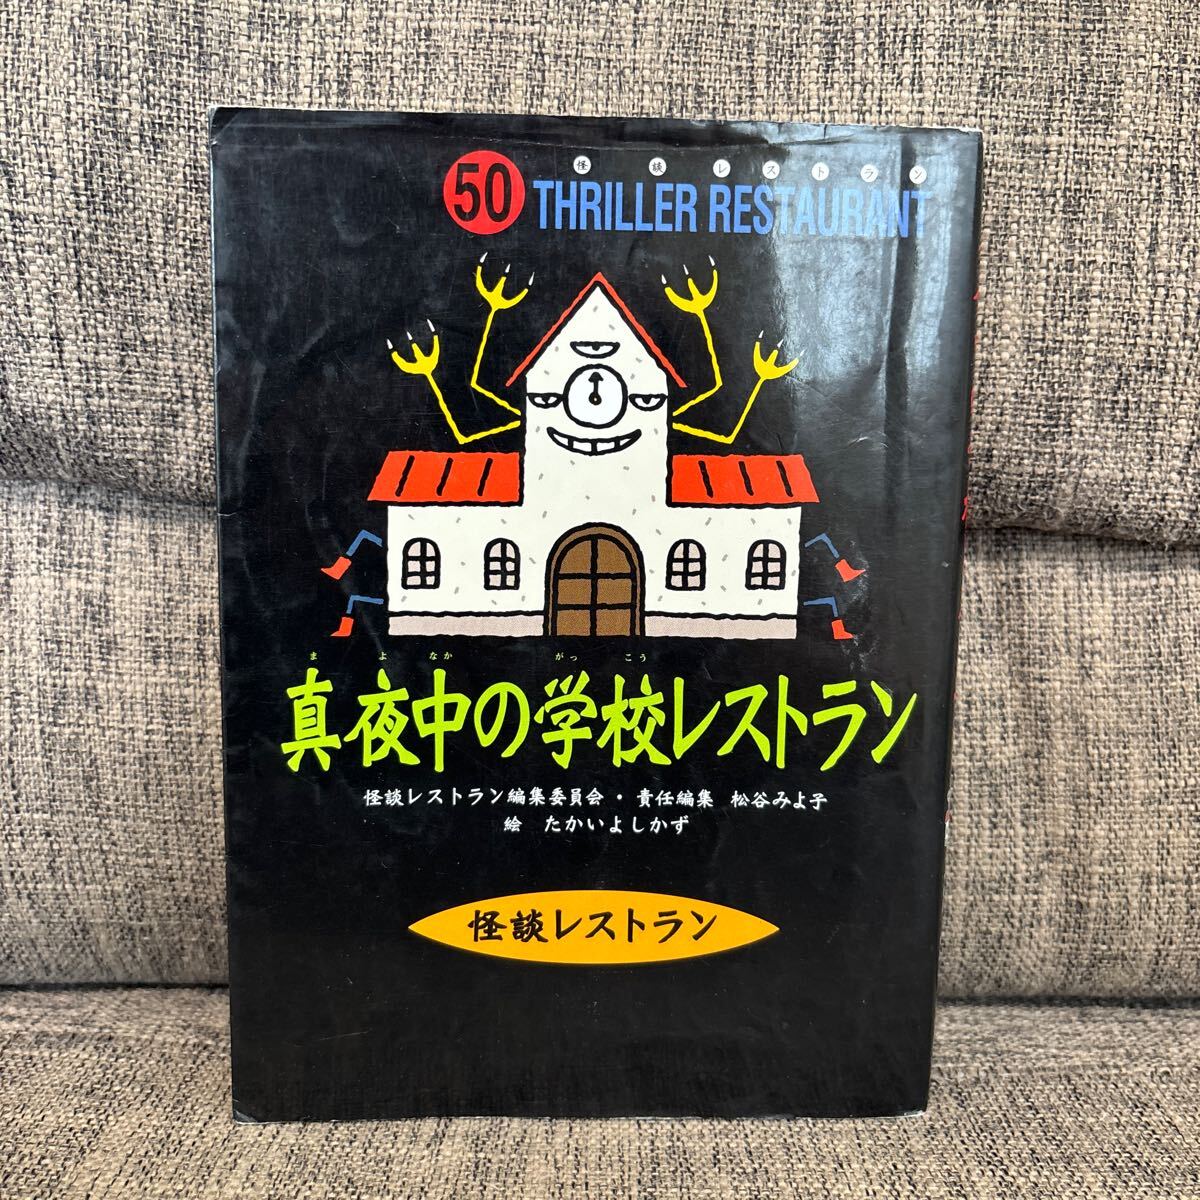 50
怪談レストラン
THRILLER RESTAURANT
まよなか がっこう
真夜中の学校レストラン
怪談レストラン編集委員会・責任編集 松谷みよ子
絵 たかいよしかず
怪談レストラン